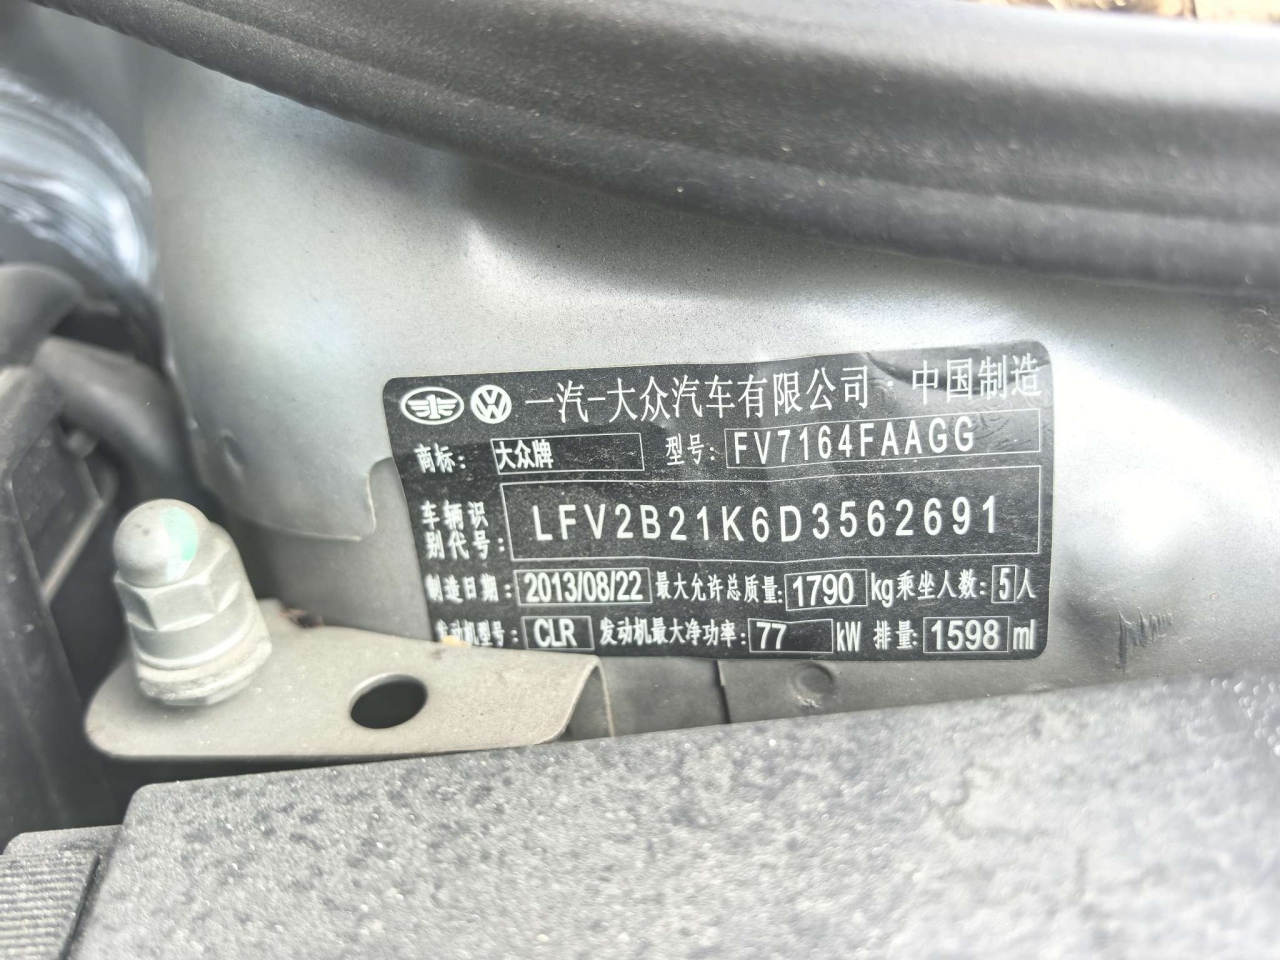 一汽-大众汽车有限公司·中国制造
商标: 大众牌 型号: FV7164FAAGG
车辆识别代号: LFV2B21K6D3562691
制造日期: 2013/08/22 最大允许总质量: 1790 kg 乘坐人数: 5 人
发动机型号: CLR 发动机最大净功率: 77 kW 排量: 1598 ml